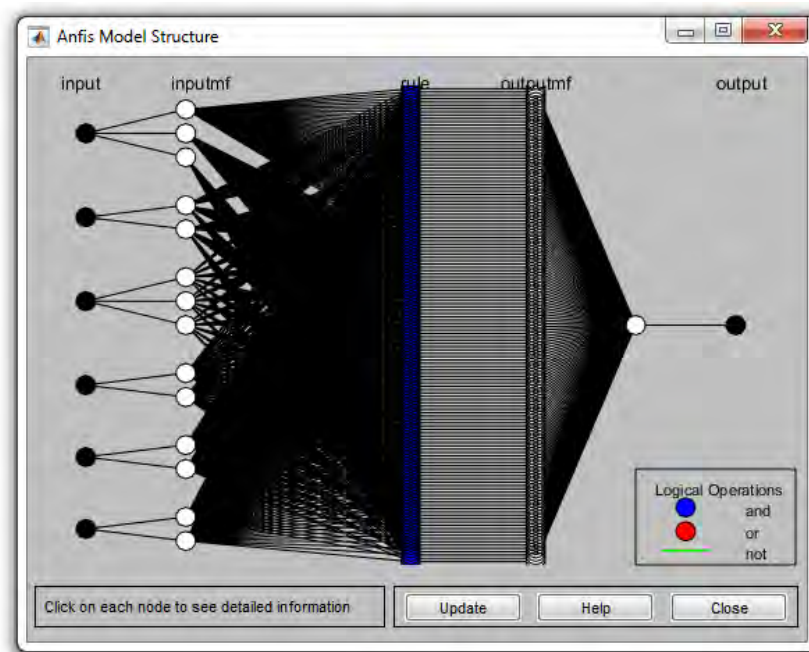 Anfis Model Structure
input inputmf rule outputmf output
Logical Operations
and
or
not
Click on each node to see detailed information
Update Help Close